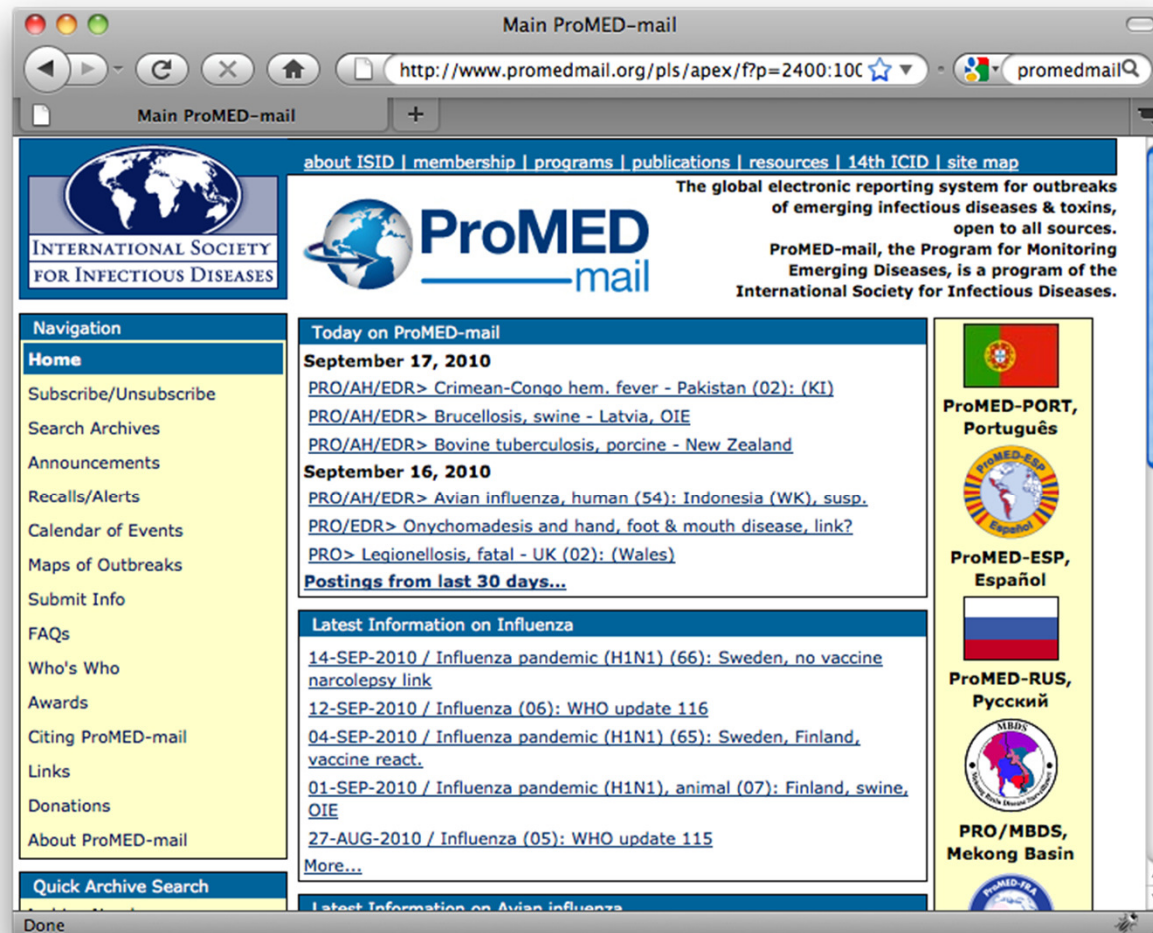 Main ProMED-mail
http://www.promedmail.org/pls/apex/f?p=2400:100
promedmail
Main ProMED-mail
INTERNATIONAL SOCIETY
FOR INFECTIOUS DISEASES
about ISID | membership | programs | publications | resources | 14th ICID | site map
ProMED
mail
The global electronic reporting system for outbreaks
of emerging infectious diseases & toxins,
open to all sources.
ProMED-mail, the Program for Monitoring
Emerging Diseases, is a program of the
International Society for Infectious Diseases.
Navigation
Home
Subscribe/Unsubscribe
Search Archives
Announcements
Recalls/Alerts
Calendar of Events
Maps of Outbreaks
Submit Info
FAQs
Who's Who
Awards
Citing ProMED-mail
Links
Donations
About ProMED-mail
Quick Archive Search
Today on ProMED-mail
September 17, 2010
PRO/AH/EDR> Crimean-Congo hem. fever - Pakistan (02): (KI)
PRO/AH/EDR> Brucellosis, swine - Latvia, OIE
PRO/AH/EDR> Bovine tuberculosis, porcine - New Zealand
September 16, 2010
PRO/AH/EDR> Avian influenza, human (54): Indonesia (WK), susp.
PRO/EDR> Onychomadesis and hand, foot & mouth disease, link?
PRO> Legionellosis, fatal - UK (02): (Wales)
Postings from last 30 days...
Latest Information on Influenza
14-SEP-2010 / Influenza pandemic (H1N1) (66): Sweden, no vaccine
narcolepsy link
12-SEP-2010 / Influenza (06): WHO update 116
04-SEP-2010 / Influenza pandemic (H1N1) (65): Sweden, Finland,
vaccine react.
01-SEP-2010 / Influenza pandemic (H1N1), animal (07): Finland, swine,
OIE
27-AUG-2010 / Influenza (05): WHO update 115
More...
Latest Information on Avian influenza
ProMED-PORT,
Português
ProMED-ESP
Español
ProMED-ESP,
Español
ProMED-RUS,
Русский
MBDS
Mekong Basin Disease Surveillance
PRO/MBDS,
Mekong Basin
ProMED-FRA
Done